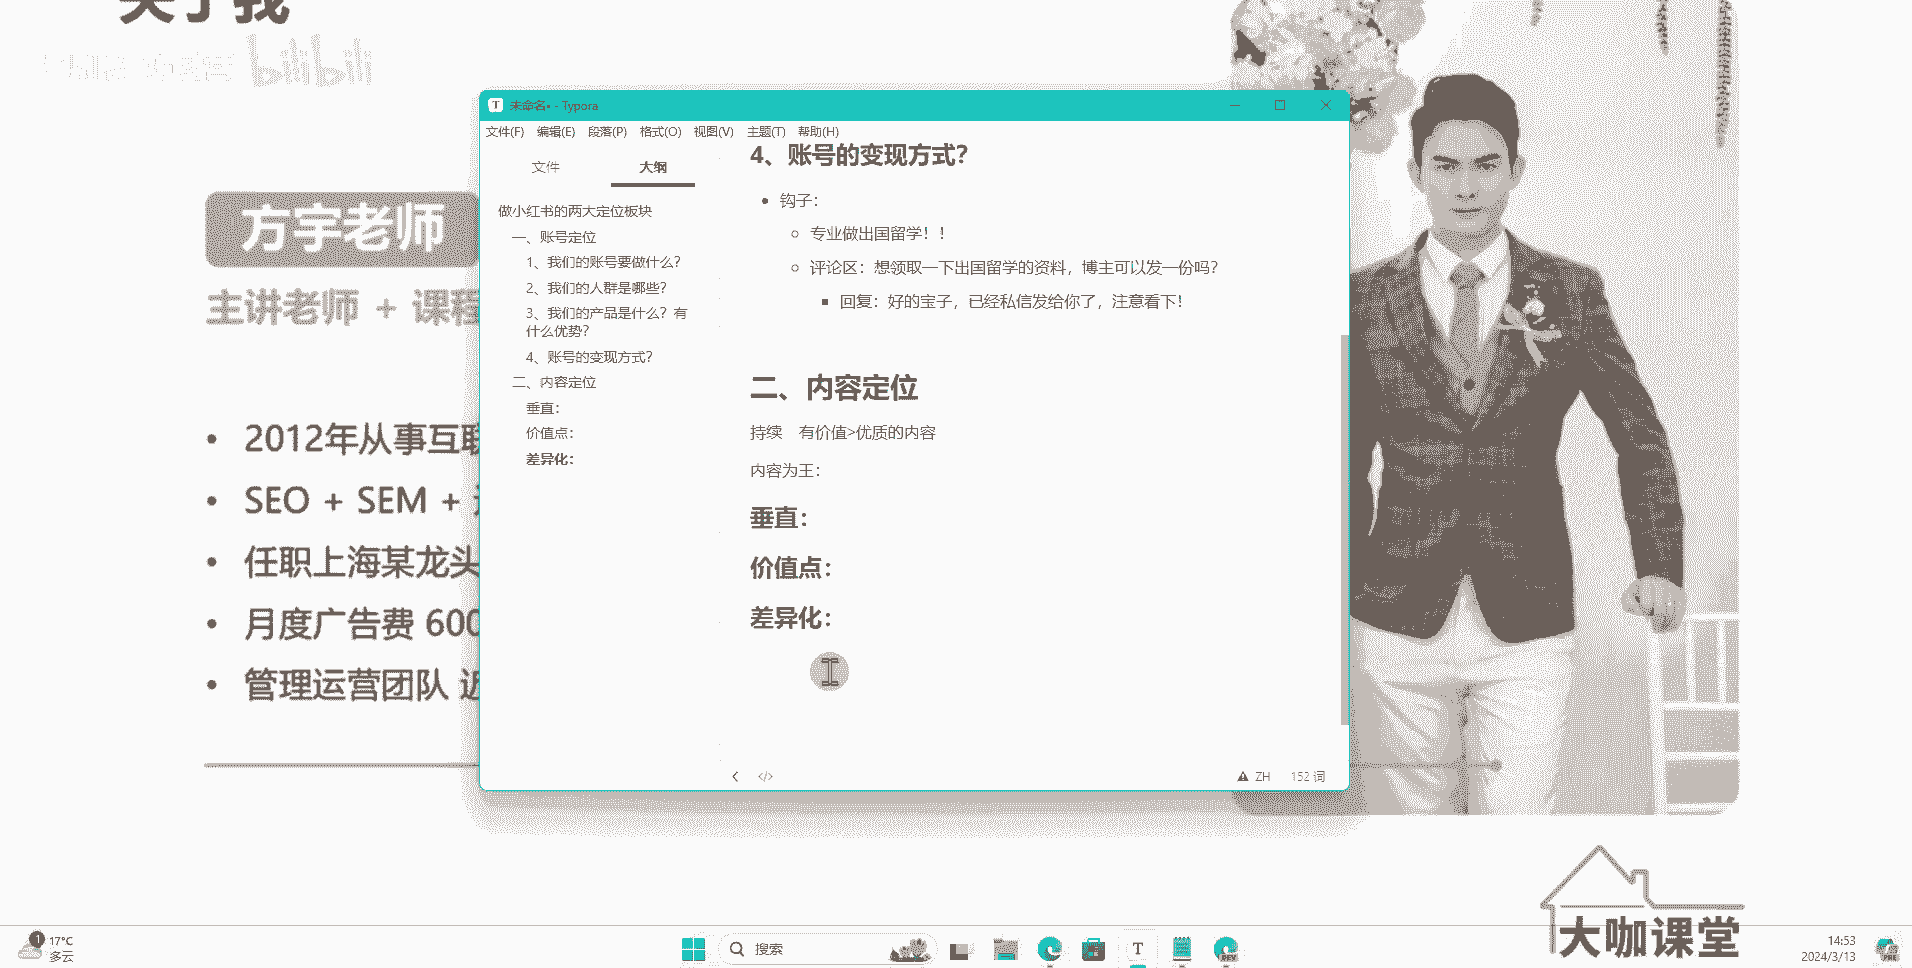 关于我
bilibili
方宇老师
主讲老师 + 课程
2012年从事互联
SEO + SEM +
任职上海某龙头
月度广告费 600
管理运营团队 近
未命名• - Typora
文件(F) 编辑(E) 段落(P) 格式(O) 视图(V) 主题(T) 帮助(H)
文件 大纲
做小红书的两大定位板块
一、账号定位
1、我们的账号要做什么？
2、我们的人群是哪些？
3、我们的产品是什么？有
什么优势？
4、账号的变现方式？
二、内容定位
垂直：
价值点：
差异化：
4、账号的变现方式？
钩子：
专业做出国留学！！
评论区：想领取一下出国留学的资料，博主可以发一份吗？
回复：好的宝子，已经私信发给你了，注意看下！
二、内容定位
持续 有价值>优质的内容
内容为王：
垂直：
价值点：
差异化：
ZH 152 词
大咖课堂
1
17°C
多云
搜索
T
DEV
14:53
2024/3/13
PRE